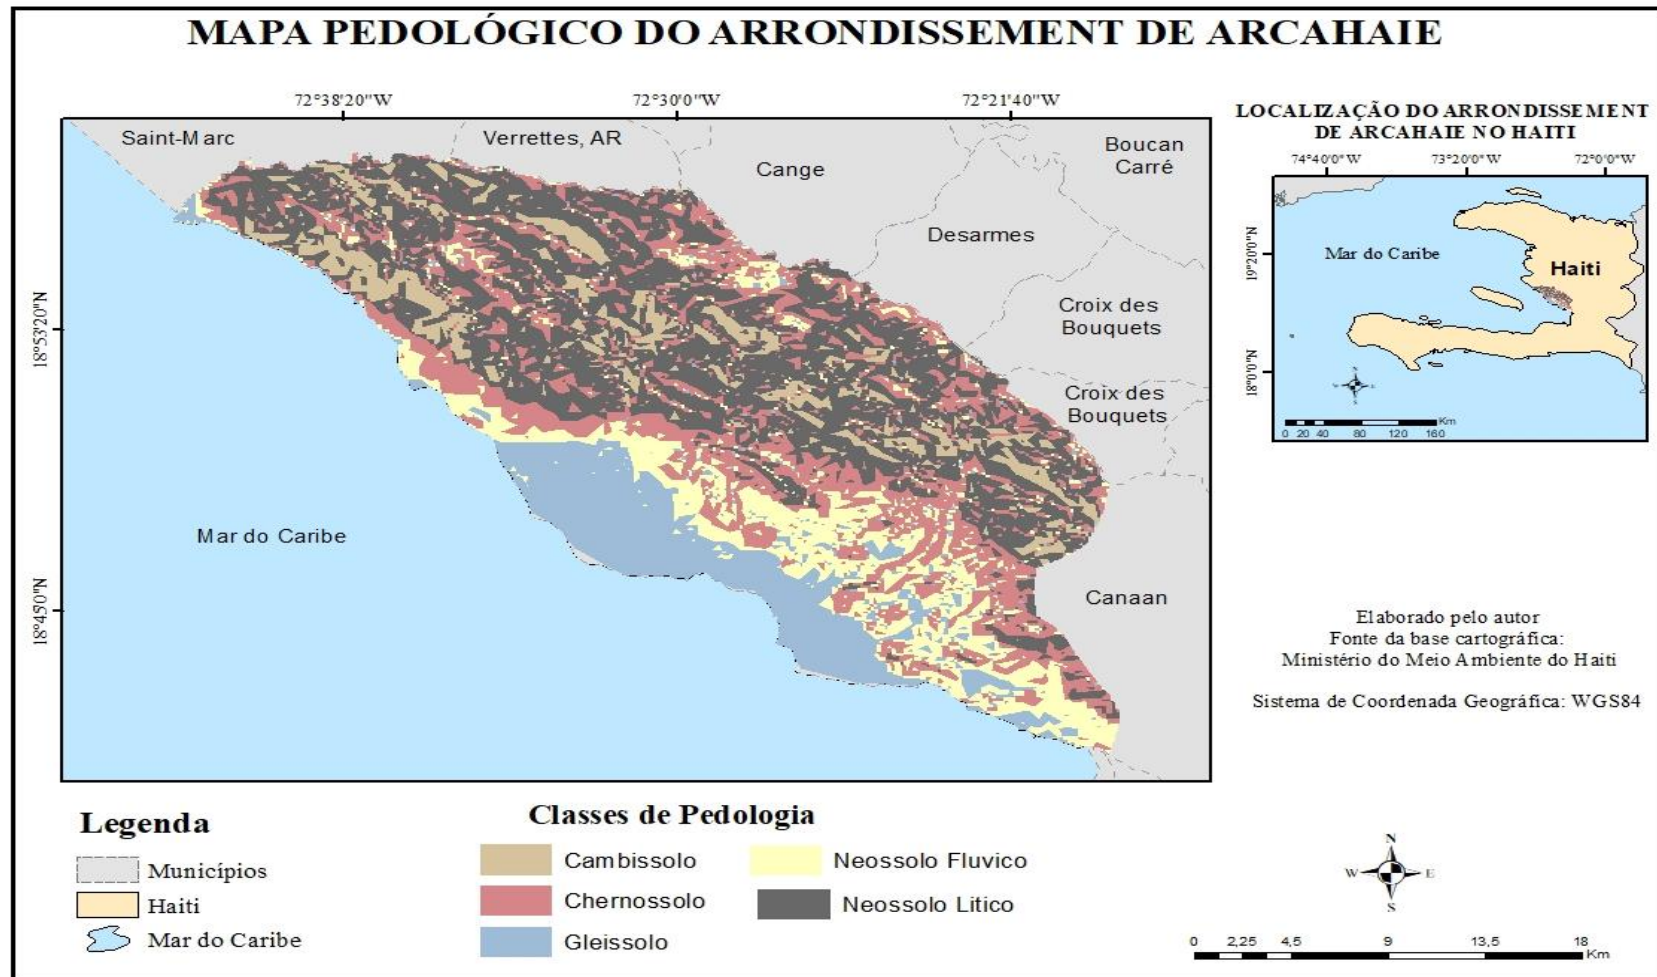 MAPA PEDOLÓGICO DO ARRONDISSEMENT DE ARCAHAIE
72°38'20"W
72°30'0"W
72°21'40"W
18°53'20"N
18°45'0"N
Saint-Marc
Verrettes, AR
Cange
Boucan
Carré
Desarmes
Croix des
Bouquets
Croix des
Bouquets
Canaan
Mar do Caribe
LOCALIZAÇÃO DO ARRONDISSEMENT
DE ARCAHAIE NO HAITI
74°40'0"W
73°20'0"W
72°0'0"W
19°20'0"N
18°0'0"N
Mar do Caribe
Haiti
N
W
E
S
0 20 40 80 120 160 Km
Elaborado pelo autor
Fonte da base cartográfica:
Ministério do Meio Ambiente do Haiti
Sistema de Coordenada Geográfica: WGS84
Legenda
Municípios
Haiti
Mar do Caribe
Classes de Pedologia
Cambissolo
Chernossolo
Gleissolo
Neossolo Fluvico
Neossolo Litico
N
W
E
S
0 2,25 4,5 9 13,5 18
Km